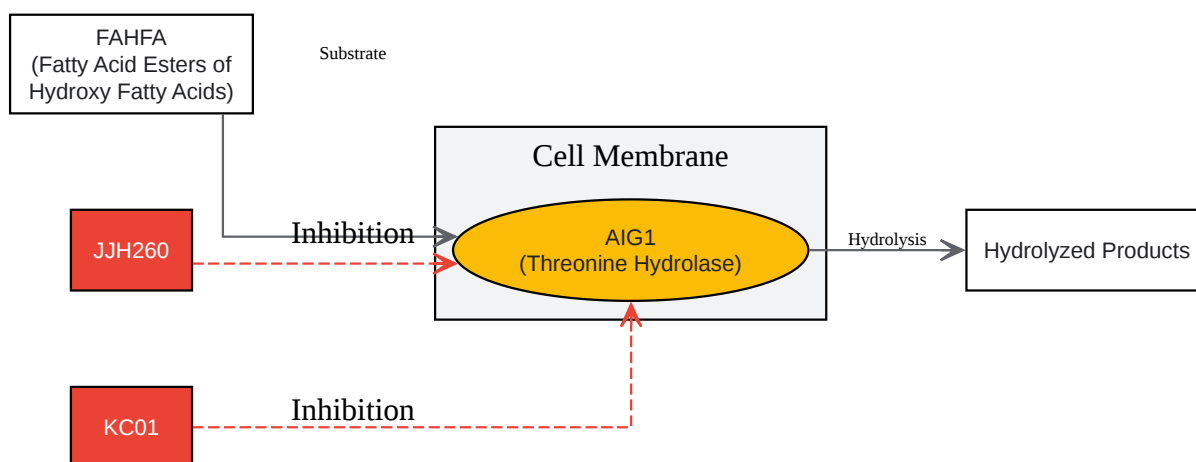 FAHFA
(Fatty Acid Esters of
Hydroxy Fatty Acids)
Substrate
Cell Membrane
JJH260
Inhibition
AIG1
(Threonine Hydrolase)
Hydrolysis
Hydrolyzed Products
KC01
Inhibition